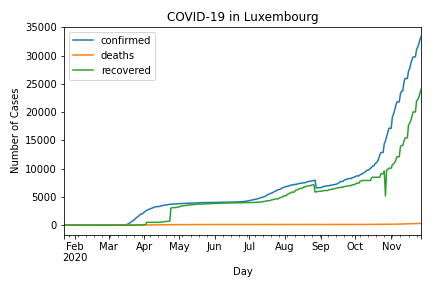 COVID-19 in Luxembourg
35000
30000
25000
20000
15000
10000
5000
0
Number of Cases
confirmed
deaths
recovered
Feb Mar Apr May Jun Jul Aug Sep Oct Nov
2020
Day